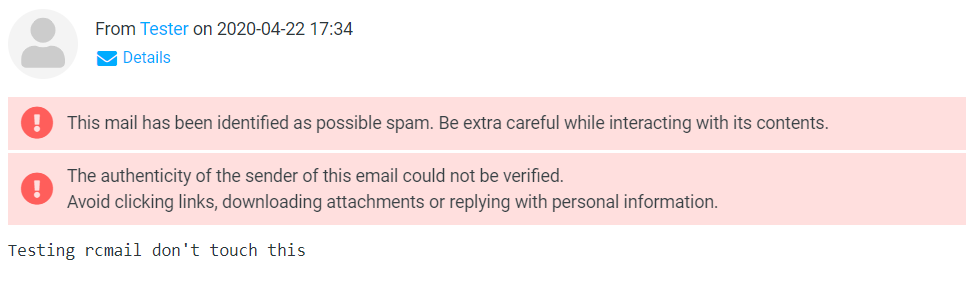 From Tester on 2020-04-22 17:34
Details
This mail has been identified as possible spam. Be extra careful while interacting with its contents.
The authenticity of the sender of this email could not be verified.
Avoid clicking links, downloading attachments or replying with personal information.
Testing rcmail don't touch this